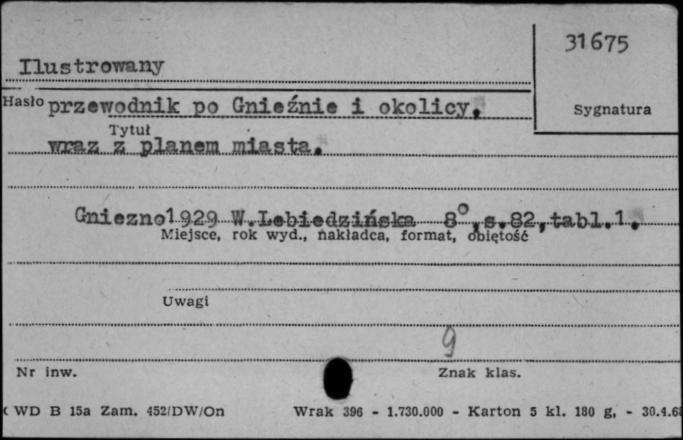 31675
Ilustrowany
Hasło przewodnik po Gnieźnie i okolicy,
Sygnatura
Tytuł
wraz z planem miasta.
Gniezno 1929 W.Lebiedzińska 8°,s.82,tabl.1.
Miejsce, rok wyd., nakładca, format, objętość
Uwagi
9
Nr inw.
Znak klas.
WD B 15a Zam. 452/DW/On Wrak 396 - 1.730.000 - Karton 5 kl. 180 g, - 30.4.68